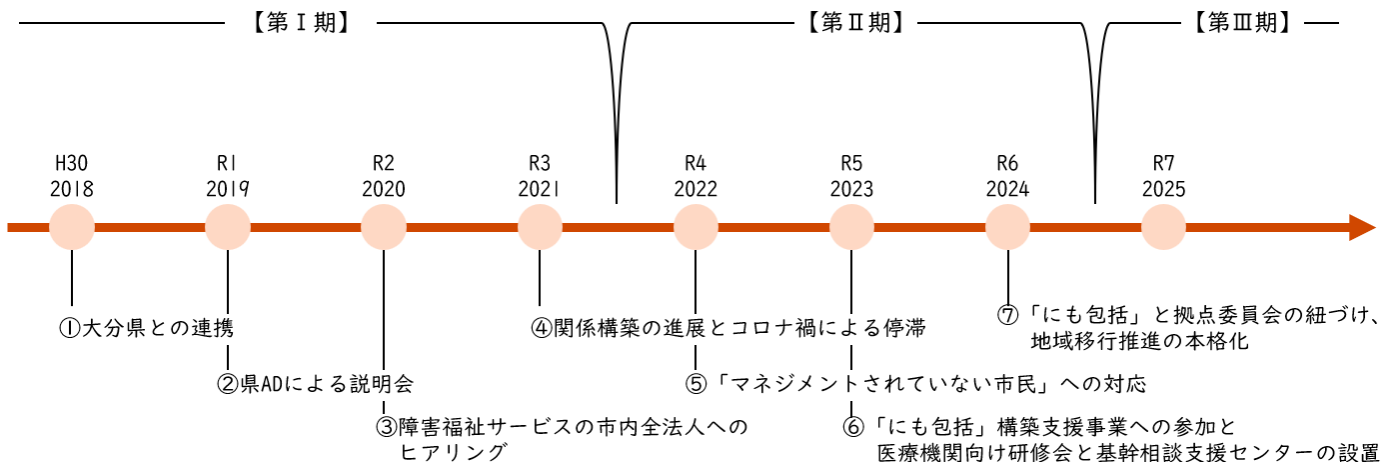 【第Ⅰ期】
【第Ⅱ期】
【第Ⅲ期】
H30
2018
R1
2019
R2
2020
R3
2021
R4
2022
R5
2023
R6
2024
R7
2025
①大分県との連携
②県ADによる説明会
③障害福祉サービスの市内全法人への
ヒアリング
④関係構築の進展とコロナ禍による停滞
⑤「マネジメントされていない市民」への対応
⑥「にも包括」構築支援事業への参加と
医療機関向け研修会と基幹相談支援センターの設置
⑦「にも包括」と拠点委員会の紐づけ、
地域移行推進の本格化